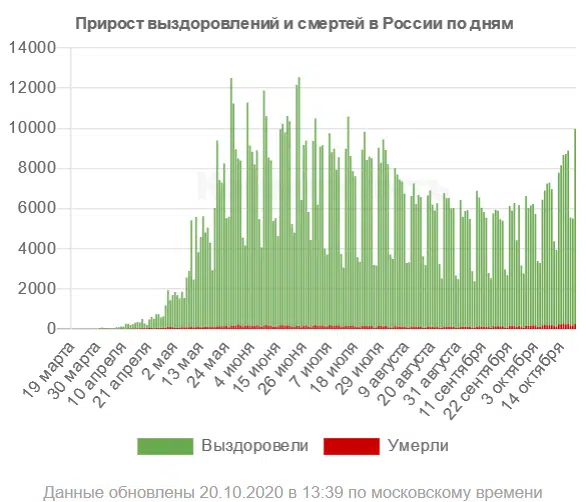 Прирост выздоровлений и смертей в России по дням
14000
12000
10000
8000
6000
4000
2000
0
19 марта
30 марта
10 апреля
21 апреля
2 мая
13 мая
24 мая
4 июня
15 июня
26 июня
7 июля
18 июля
29 июля
9 августа
20 августа
31 августа
11 сентября
22 сентября
3 октября
14 октября
Выздоровели
Умерли
Данные обновлены 20.10.2020 в 13:39 по московскому времени